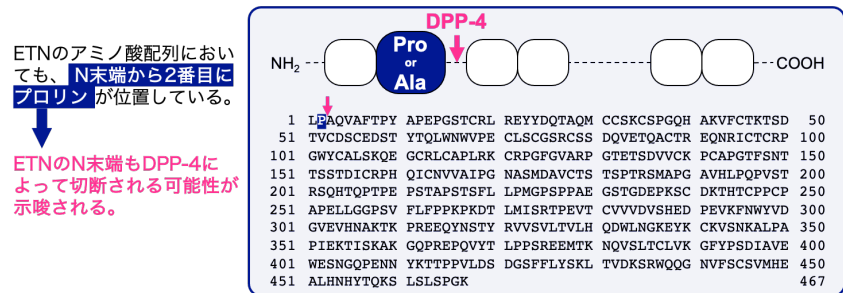 ETNのアミノ酸配列におい
ても、N末端から2番目に
プロリンが位置している。
ETNのN末端もDPP-4に
よって切断される可能性が
示唆される。
DPP-4
NH2 Pro or Ala COOH
1 LPAQVAFTPY APEPGSTCRL REYYDQTAQM CCSKCSPGQH AKVFCTKTSD 50
51 TVCDSCEDST YTQLWNWVPE CLSCGSRCSS DQVETQACTR EQNRICTCRP 100
101 GWYCALSKQE GCRLCAPLRK CRPGFGVARP GTETSDVVCK PCAPGTFSNT 150
151 SSTDICRPH QICNVVAIPG NASMDAVCTS TSPTRSMAPG AVHLPQPVST 200
201 RSQHTQPTPE PSTAPSTSFL LPMGPSPPAE GSTGDEPKSC DKTHTCPPCP 250
251 APELLGGPSV FLFPPKPKDT LMISRTPEVT CVVVDVSHED PEVKFNWYVD 300
301 GVEVHNAKTK PREEQYNSTY RVVSVLTVLH QDWLNGKEYK CKVSNKALPA 350
351 PIEKTISKAK GQPREPQVYT LPPSREEMTK NQVSLTCLVK GFYPSDIAVE 400
401 WESNGQPENN YKTTPPVLDS DGSFFLYSKL TVDKSRWQQG NVFSCSVMHE 450
451 ALHNHYTQKS LSLSPGK 467